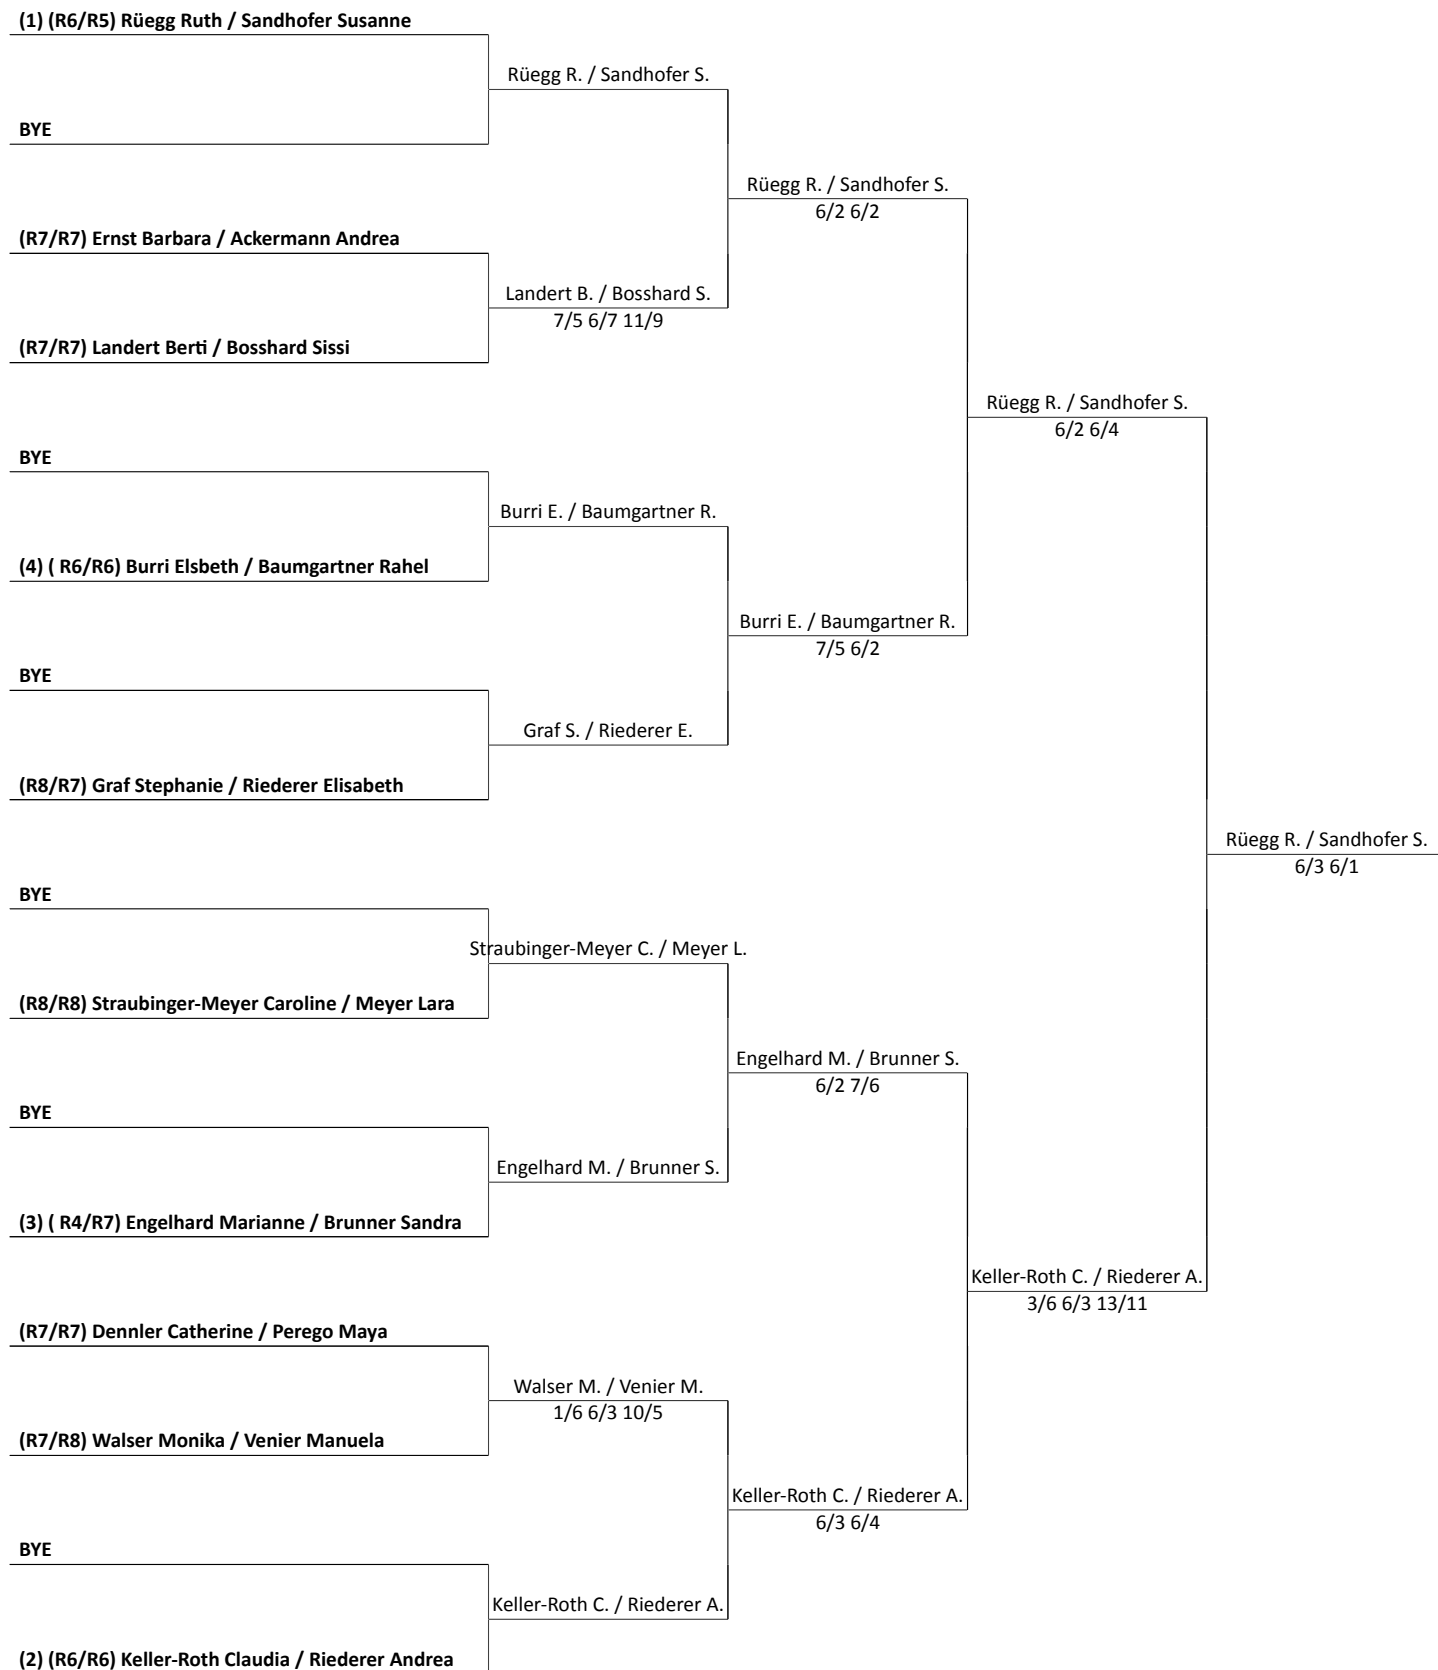 (1) (R6/R5) Rüegg Ruth / Sandhofer Susanne
Rüegg R. / Sandhofer S.
BYE
Rüegg R. / Sandhofer S.
6/2 6/2
(R7/R7) Ernst Barbara / Ackermann Andrea
Landert B. / Bosshard S.
7/5 6/7 11/9
(R7/R7) Landert Berti / Bosshard Sissi
Rüegg R. / Sandhofer S.
6/2 6/4
BYE
Burri E. / Baumgartner R.
(4) ( R6/R6) Burri Elsbeth / Baumgartner Rahel
Burri E. / Baumgartner R.
7/5 6/2
BYE
Graf S. / Riederer E.
(R8/R7) Graf Stephanie / Riederer Elisabeth
Rüegg R. / Sandhofer S.
6/3 6/1
BYE
Straubinger-Meyer C. / Meyer L.
(R8/R8) Straubinger-Meyer Caroline / Meyer Lara
Engelhard M. / Brunner S.
6/2 7/6
BYE
Engelhard M. / Brunner S.
(3) ( R4/R7) Engelhard Marianne / Brunner Sandra
Keller-Roth C. / Riederer A.
3/6 6/3 13/11
(R7/R7) Dennler Catherine / Perego Maya
Walser M. / Venier M.
1/6 6/3 10/5
(R7/R8) Walser Monika / Venier Manuela
Keller-Roth C. / Riederer A.
6/3 6/4
BYE
Keller-Roth C. / Riederer A.
(2) (R6/R6) Keller-Roth Claudia / Riederer Andrea